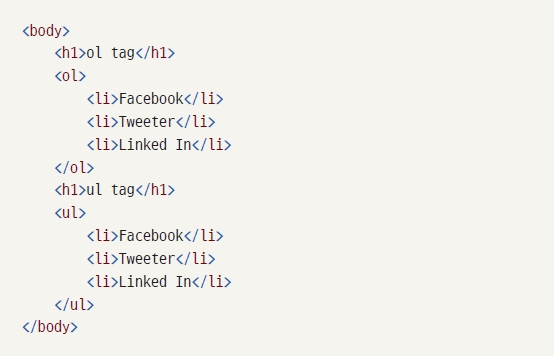 <body>
    <h1>ol tag</h1>
    <ol>
        <li>Facebook</li>
        <li>Tweeter</li>
        <li>Linked In</li>
    </ol>
    <h1>ul tag</h1>
    <ul>
        <li>Facebook</li>
        <li>Tweeter</li>
        <li>Linked In</li>
    </ul>
</body>